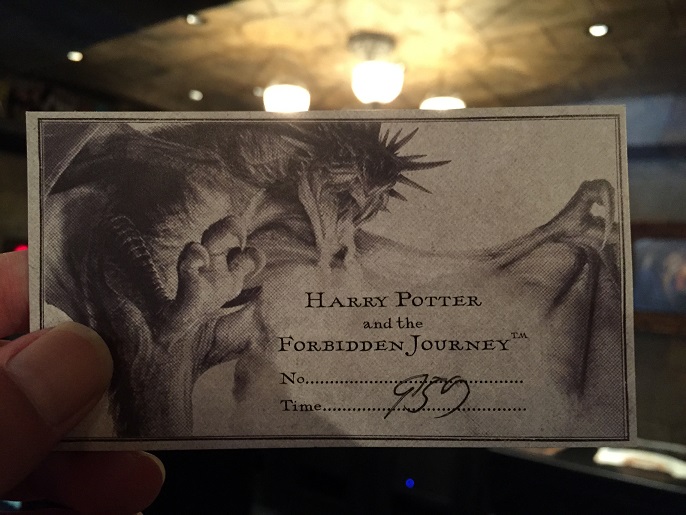 HARRY POTTER
and the
FORBIDDEN JOURNEY™
No.
Time